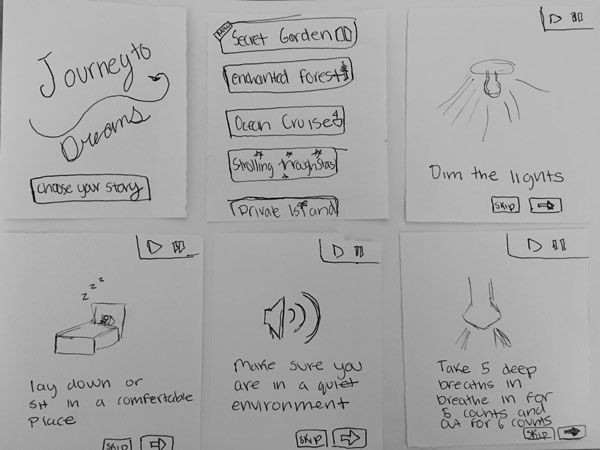 Journey to
Dreams
Choose your story
Secret Garden
enchanted forest
Ocean Cruise
Strolling through Stars
Private Island
Dim the lights
Skip
z z z
lay down or
sit in a comfertable
place
Skip
make sure you
are in a quiet
environment
Skip
Take 5 deep
breaths in
breathe in for
5 counts and
out for 6 counts
Skip